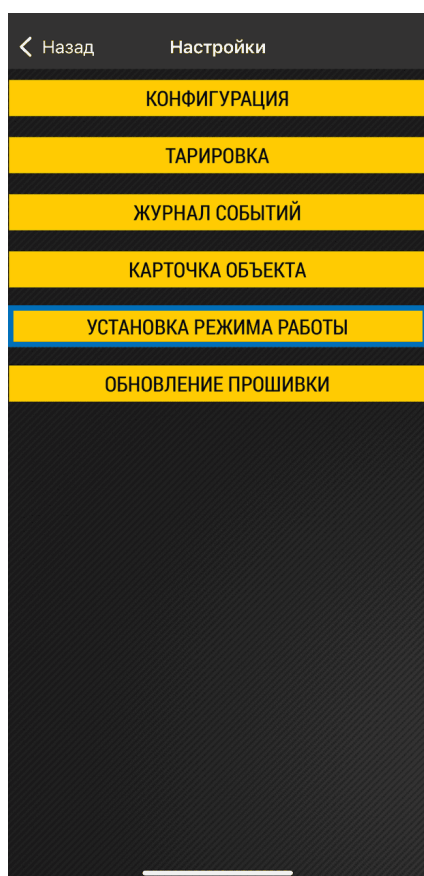 Назад
Настройки
КОНФИГУРАЦИЯ
ТАРИРОВКА
ЖУРНАЛ СОБЫТИЙ
КАРТОЧКА ОБЪЕКТА
УСТАНОВКА РЕЖИМА РАБОТЫ
ОБНОВЛЕНИЕ ПРОШИВКИ